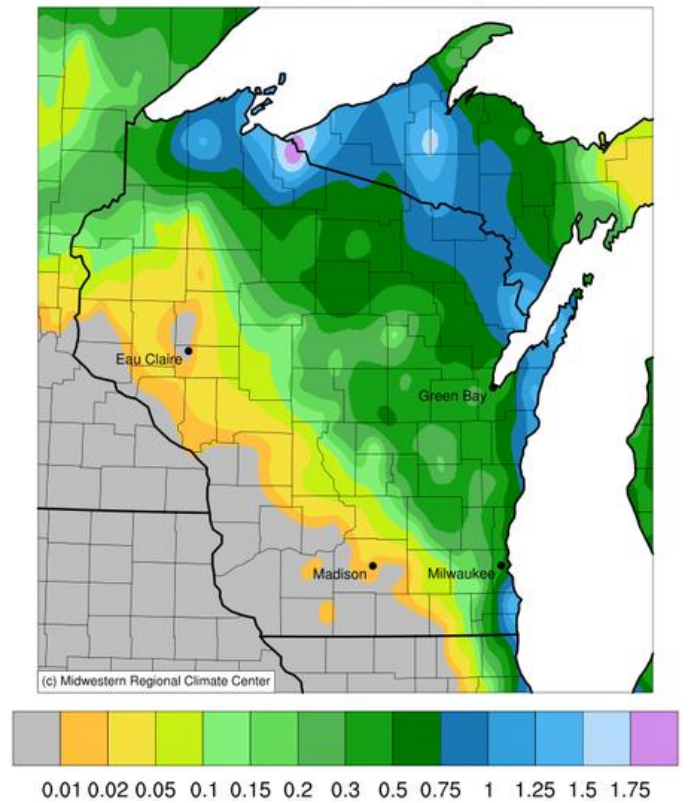 Eau Claire
Green Bay
Madison
Milwaukee
(c) Midwestern Regional Climate Center
0.01 0.02 0.05 0.1 0.15 0.2 0.3 0.5 0.75 1 1.25 1.5 1.75